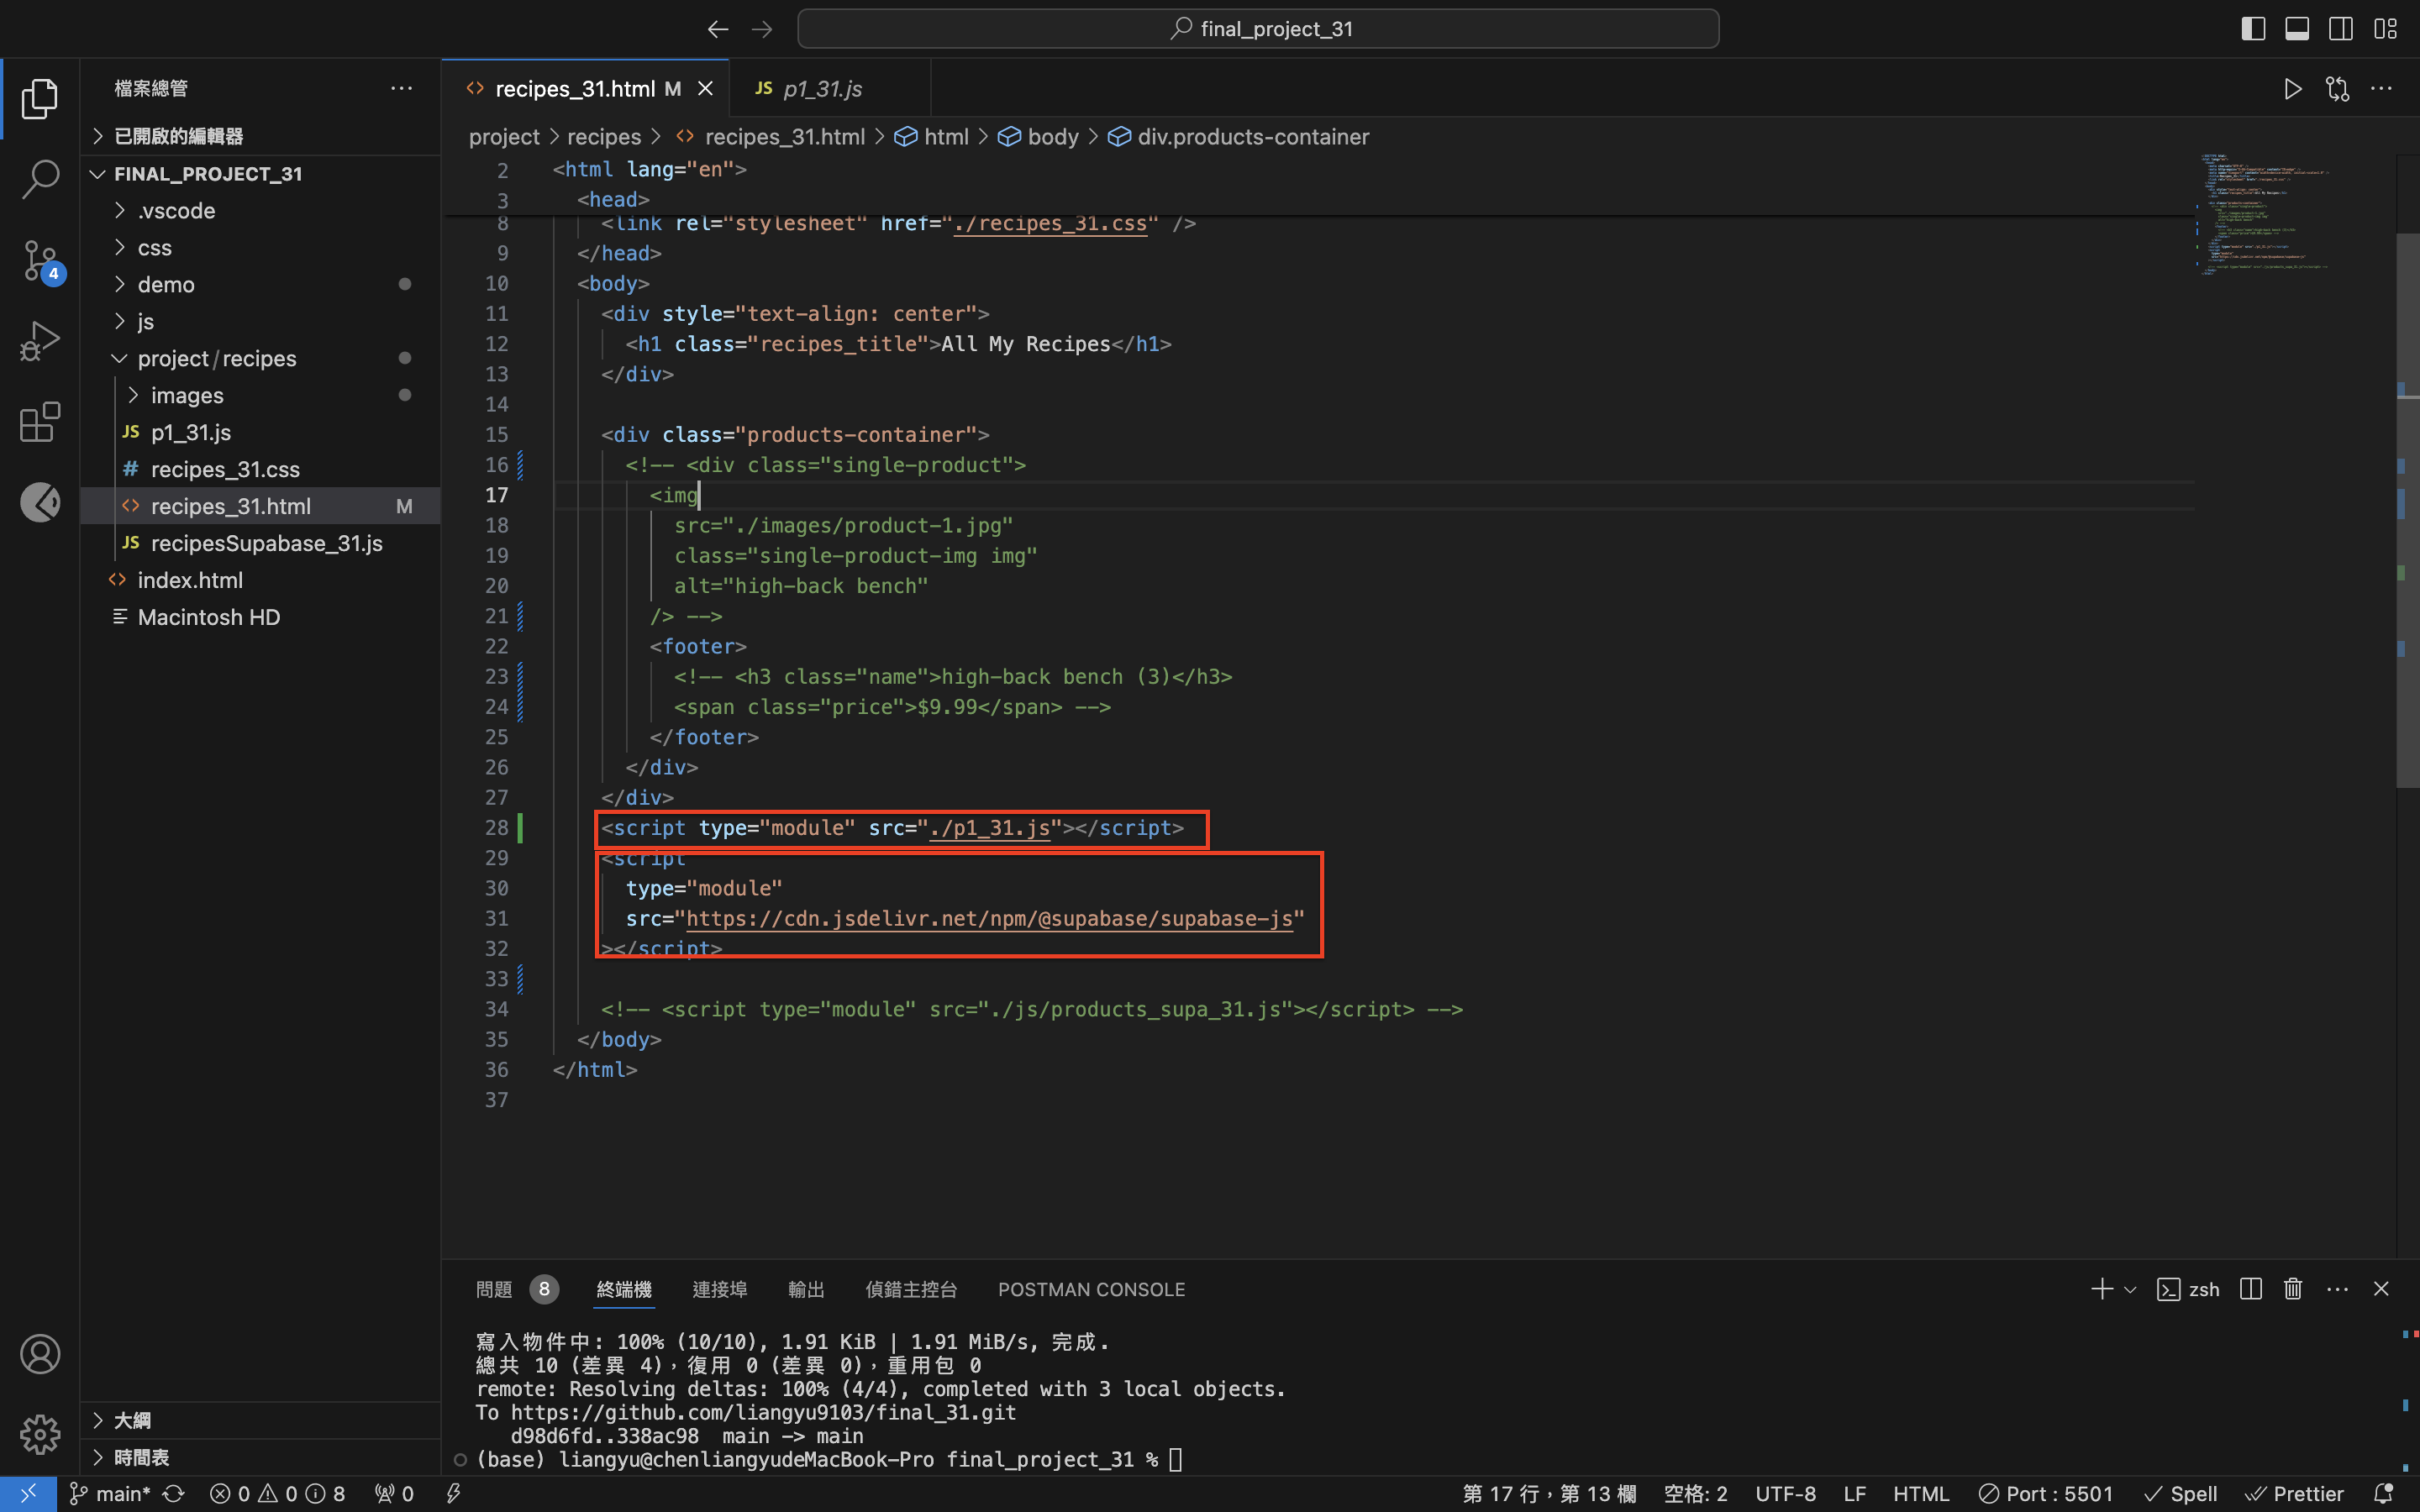 final_project_31
檔案總管
已開啟的編輯器
FINAL_PROJECT_31
.vscode
css
demo
js
project / recipes
images
JS p1_31.js
# recipes_31.css
<> recipes_31.html M
JS recipesSupabase_31.js
<> index.html
Macintosh HD
大綱
時間表
4
<> recipes_31.html M
JS p1_31.js
project > recipes > <> recipes_31.html > html > body > div.products-container
2 <html lang="en">
3 <head>
8 <link rel="stylesheet" href="./recipes_31.css" />
9 </head>
10 <body>
11 <div style="text-align: center">
12 <h1 class="recipes_title">All My Recipes</h1>
13 </div>
14
15 <div class="products-container">
16 <!-- <div class="single-product">
17 <img
18 src="./images/product-1.jpg"
19 class="single-product-img img"
20 alt="high-back bench"
21 /> -->
22 <footer>
23 <!-- <h3 class="name">high-back bench (3)</h3>
24 <span class="price">$9.99</span> -->
25 </footer>
26 </div>
27 </div>
28 <script type="module" src="./p1_31.js"></script>
29 <script
30 type="module"
31 src="https://cdn.jsdelivr.net/npm/@supabase/supabase-js"
32 ></script>
33
34 <!-- <script type="module" src="./js/products_supa_31.js"></script> -->
35 </body>
36 </html>
37
問題 8 終端機 連接埠 輸出 偵錯主控台 POSTMAN CONSOLE
zsh
寫入物件中: 100% (10/10), 1.91 KiB | 1.91 MiB/s, 完成.
總共 10 (差異 4)，復用 0 (差異 0)，重用包 0
remote: Resolving deltas: 100% (4/4), completed with 3 local objects.
To https://github.com/liangyu9103/final_31.git
d98d6fd..338ac98 main -> main
(base) liangyu@chenliangyudeMacBook-Pro final_project_31 %
main* 0 0 8 0
第 17 行，第 13 欄 空格: 2 UTF-8 LF HTML Port : 5501 Spell Prettier